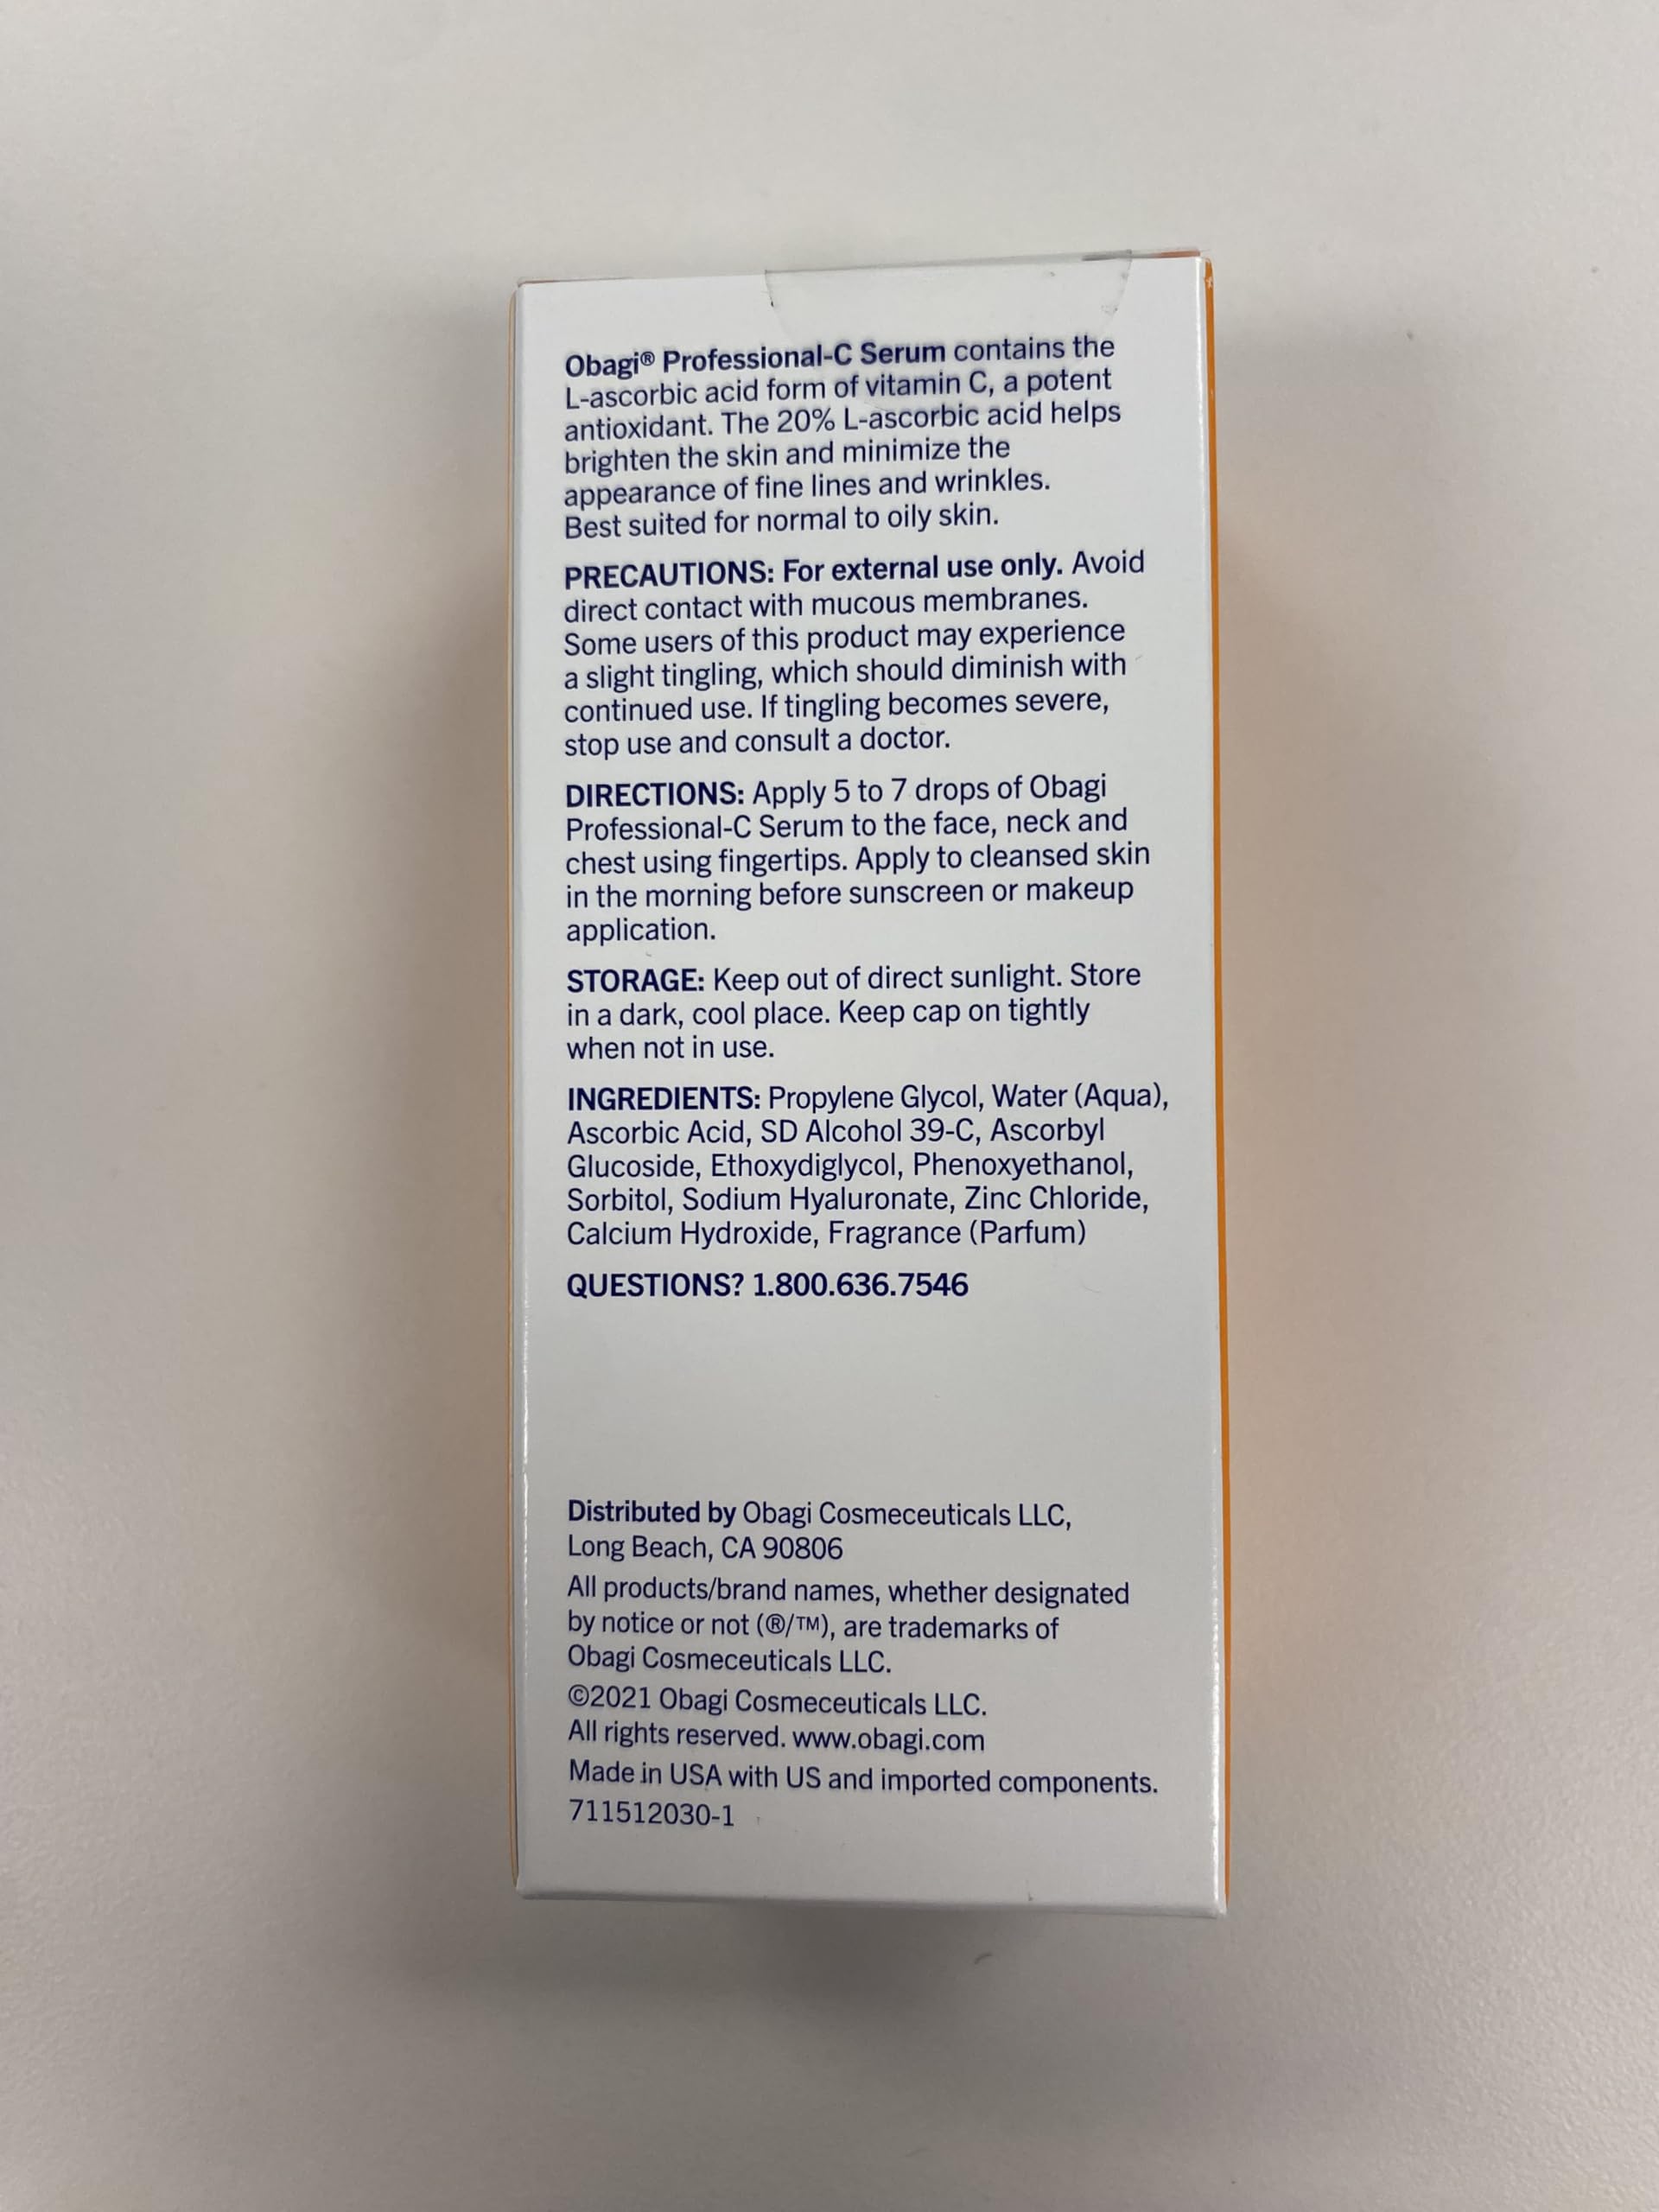 Obagi® Professional-C Serum contains the
L-ascorbic acid form of vitamin C, a potent
antioxidant. The 20% L-ascorbic acid helps
brighten the skin and minimize the
appearance of fine lines and wrinkles.
Best suited for normal to oily skin.
PRECAUTIONS: For external use only. Avoid
direct contact with mucous membranes.
Some users of this product may experience
a slight tingling, which should diminish with
continued use. If tingling becomes severe,
stop use and consult a doctor.
DIRECTIONS: Apply 5 to 7 drops of Obagi
Professional-C Serum to the face, neck and
chest using fingertips. Apply to cleansed skin
in the morning before sunscreen or makeup
application.
STORAGE: Keep out of direct sunlight. Store
in a dark, cool place. Keep cap on tightly
when not in use.
INGREDIENTS: Propylene Glycol, Water (Aqua),
Ascorbic Acid, SD Alcohol 39-C, Ascorbyl
Glucoside, Ethoxydiglycol, Phenoxyethanol,
Sorbitol, Sodium Hyaluronate, Zinc Chloride,
Calcium Hydroxide, Fragrance (Parfum)
QUESTIONS? 1.800.636.7546
Distributed by Obagi Cosmeceuticals LLC,
Long Beach, CA 90806
All products/brand names, whether designated
by notice or not (®/™), are trademarks of
Obagi Cosmeceuticals LLC.
©2021 Obagi Cosmeceuticals LLC.
All rights reserved. www.obagi.com
Made in USA with US and imported components.
711512030-1